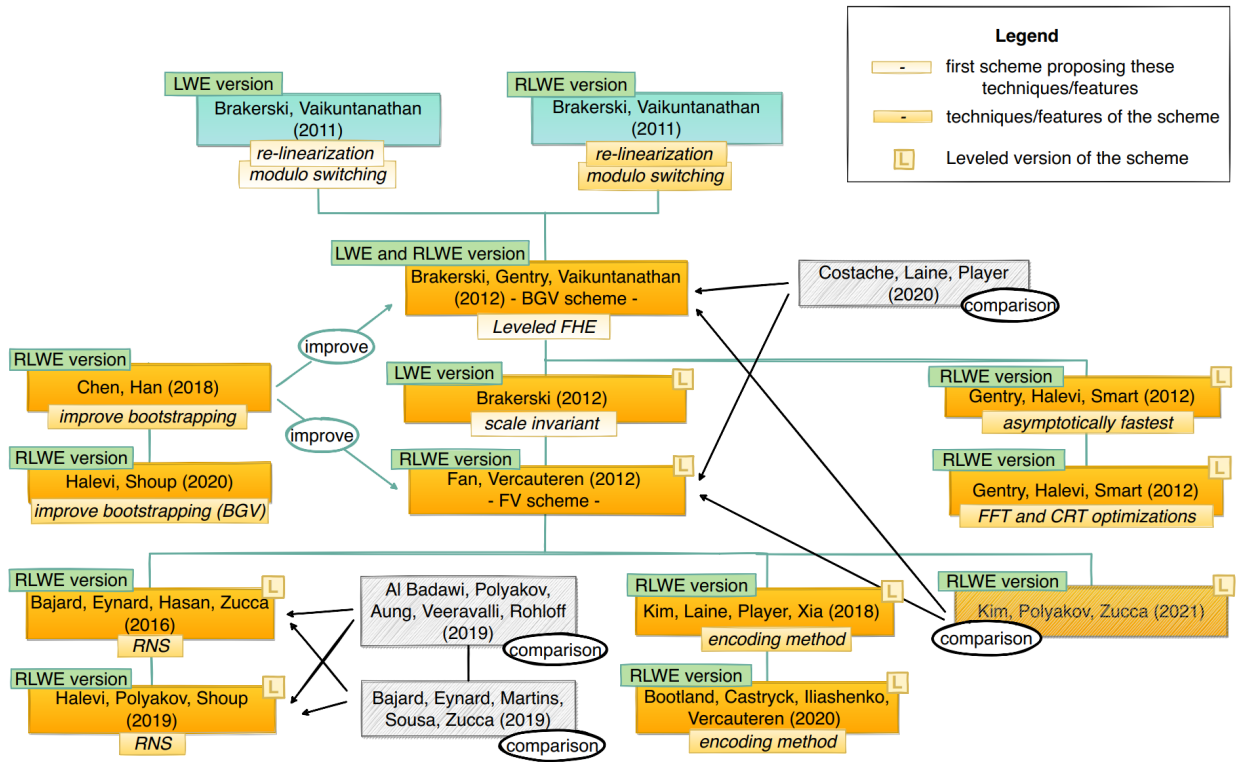 Legend
-
first scheme proposing these
techniques/features
-
techniques/features of the scheme
L
Leveled version of the scheme
LWE version
Brakerski, Vaikuntanathan
(2011)
re-linearization
modulo switching
RLWE version
Brakerski, Vaikuntanathan
(2011)
re-linearization
modulo switching
LWE and RLWE version
Brakerski, Gentry, Vaikuntanathan
(2012) - BGV scheme -
Leveled FHE
Costache, Laine, Player
(2020)
comparison
improve
improve
RLWE version
Chen, Han (2018)
improve bootstrapping
RLWE version
Halevi, Shoup (2020)
improve bootstrapping (BGV)
LWE version
L
Brakerski (2012)
scale invariant
RLWE version
L
Fan, Vercauteren (2012)
- FV scheme -
RLWE version
L
Gentry, Halevi, Smart (2012)
asymptotically fastest
RLWE version
L
Gentry, Halevi, Smart (2012)
FFT and CRT optimizations
RLWE version
L
Bajard, Eynard, Hasan, Zucca
(2016)
RNS
RLWE version
L
Halevi, Polyakov, Shoup
(2019)
RNS
Al Badawi, Polyakov,
Aung, Veeravalli, Rohloff
(2019)
comparison
Bajard, Eynard, Martins,
Sousa, Zucca (2019)
comparison
RLWE version
L
Kim, Laine, Player, Xia (2018)
encoding method
RLWE version
L
Bootland, Castryck, Iliashenko,
Vercauteren (2020)
encoding method
RLWE version
L
Kim, Polyakov, Zucca (2021)
comparison